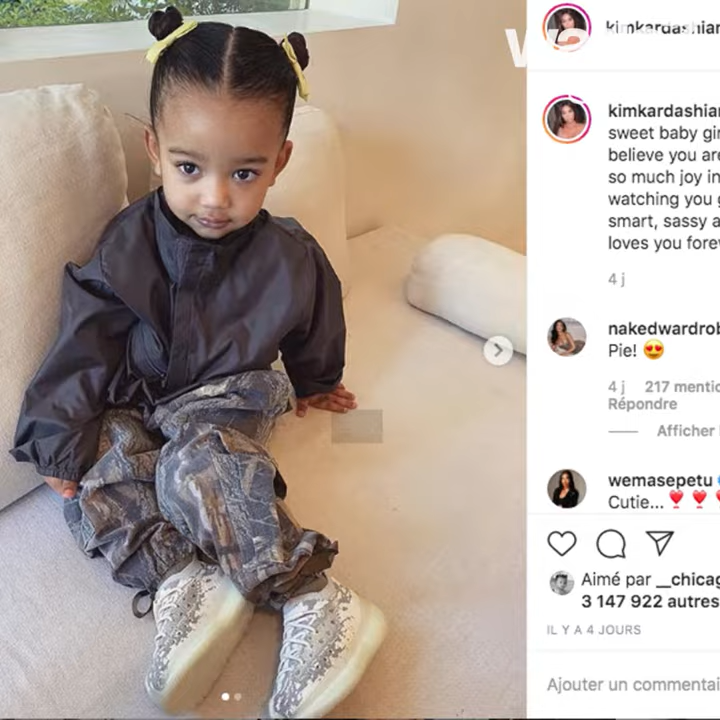 kimkardashian
kimkardashian
sweet baby gir
believe you are
so much joy in
watching you g
smart, sassy a
loves you forev
4 j
nakedwardrob
Pie! 😍
4 j 217 mentio
Répondre
Afficher
wemasepetu
Cutie... ❣️❣️
Aimé par __chicag
3 147 922 autres
IL Y A 4 JOURS
Ajouter un commentai